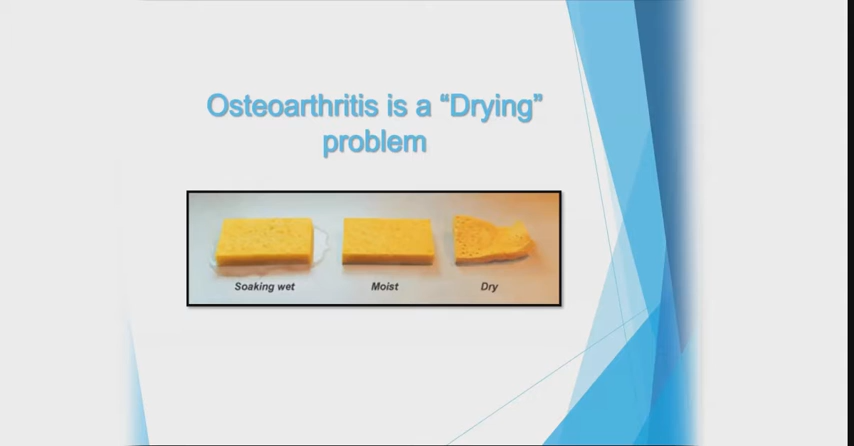 Osteoarthritis is a “Drying”
problem
Soaking wet Moist Dry